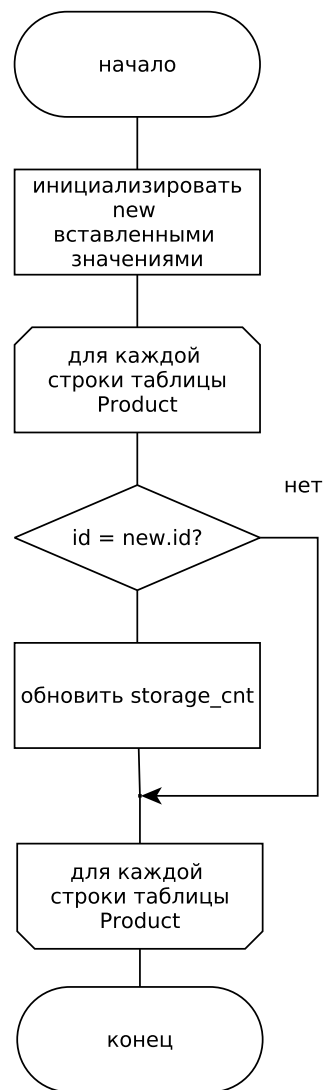 начало
инициализировать
new
вставленными
значениями
для каждой
строки таблицы
Product
нет
id = new.id?
обновить storage_cnt
для каждой
строки таблицы
Product
конец